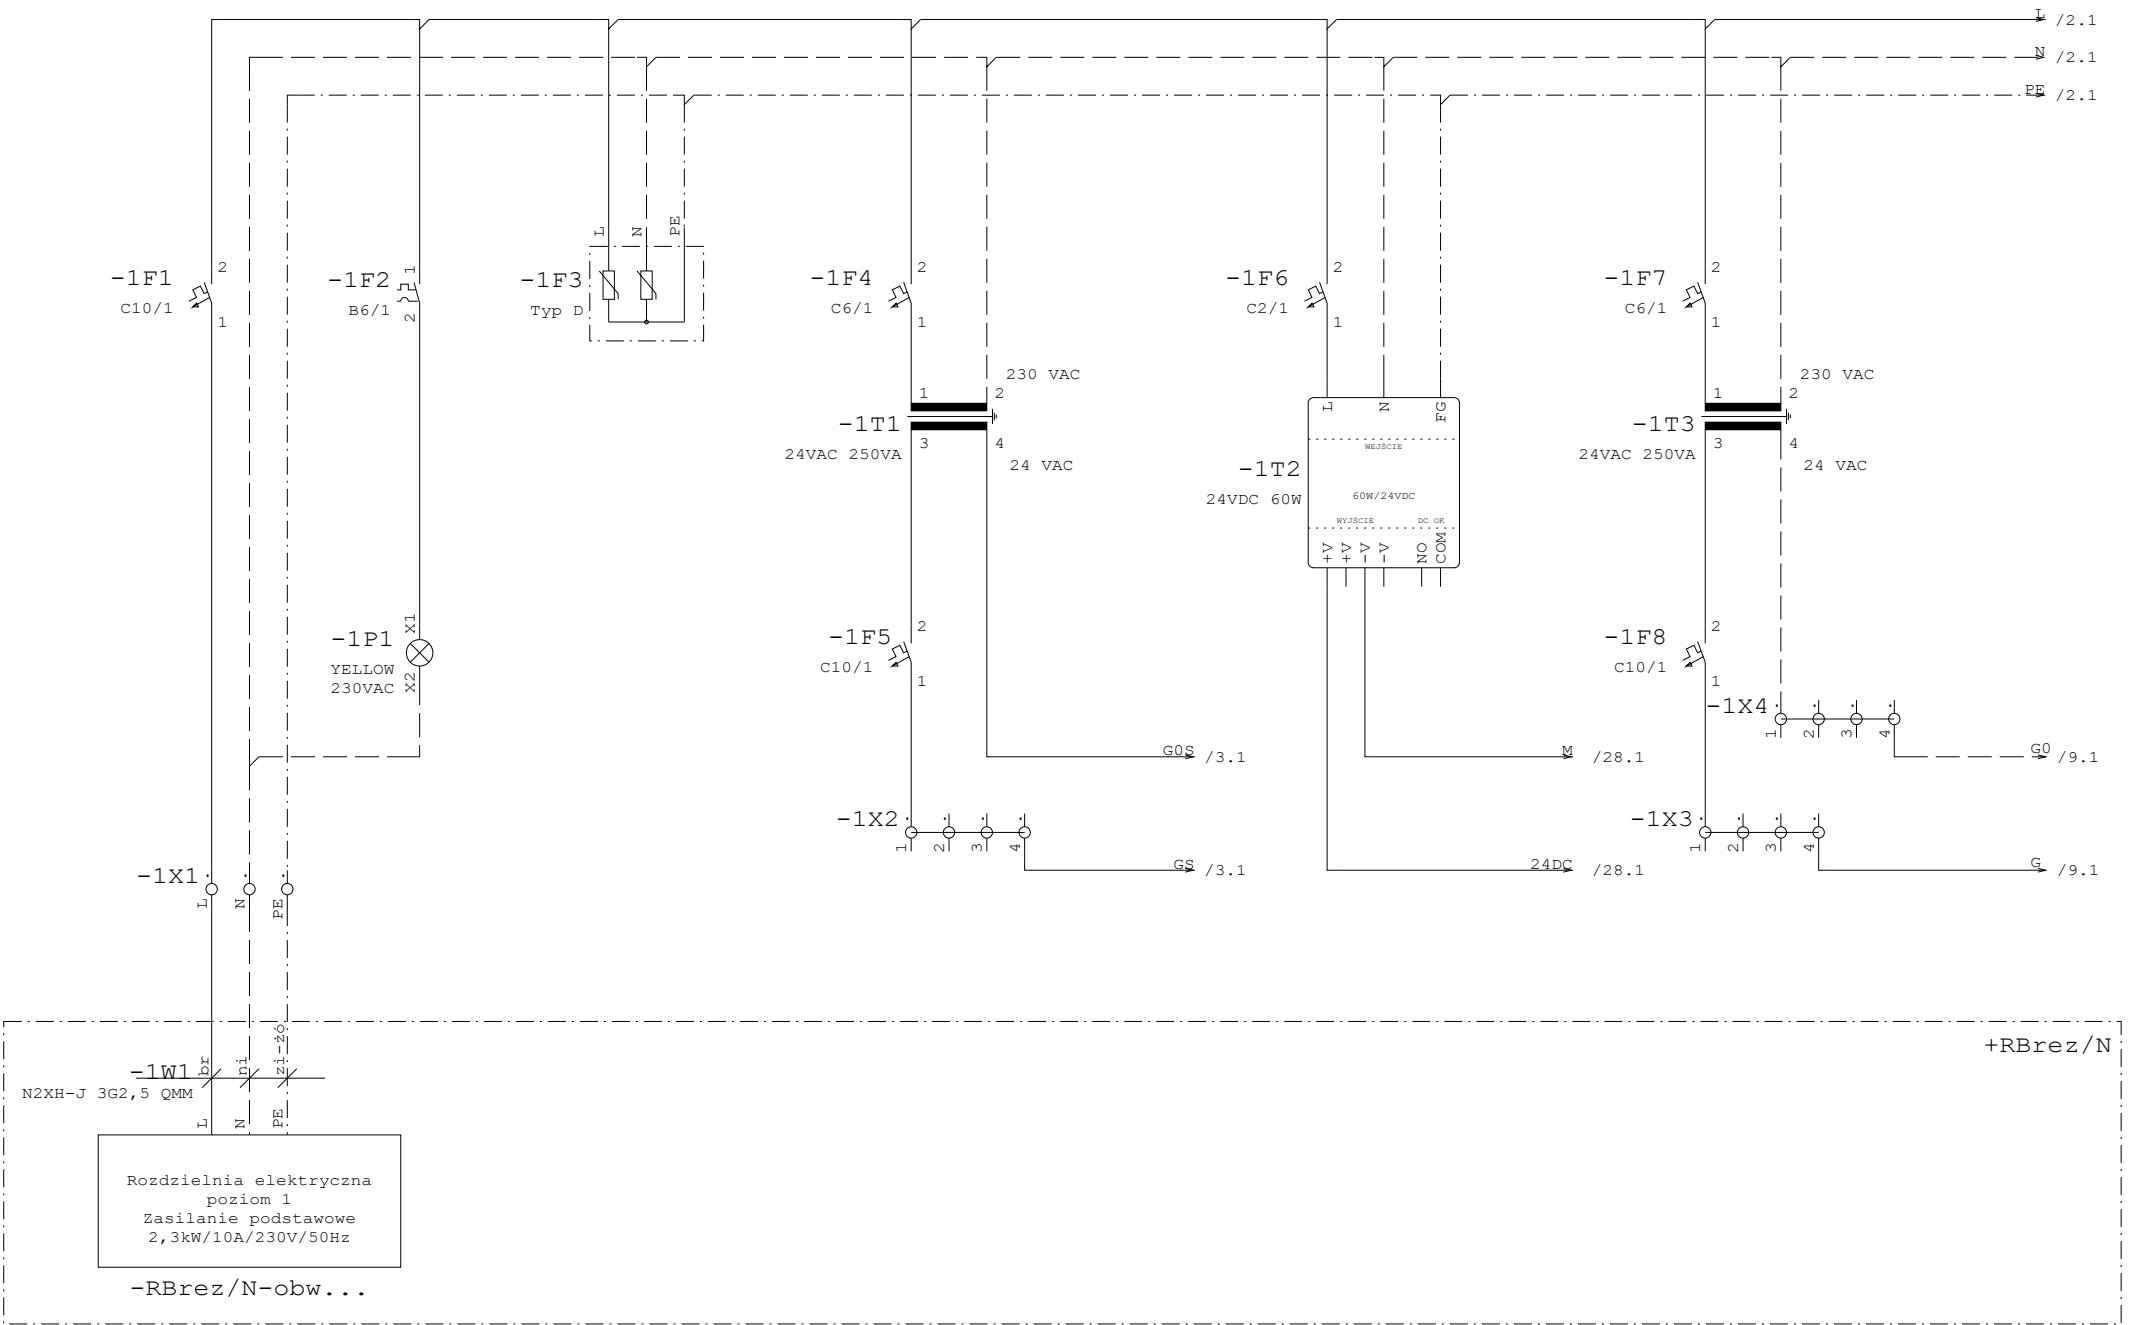 L /2.1
N /2.1
PE /2.1
L
N
PE
-1F1
C10/1
2
1
-1F2
B6/1
1
2
-1F3
Typ D
-1F4
C6/1
2
1
-1F6
C2/1
2
1
-1F7
C6/1
2
1
230 VAC
1
2
-1T1
24VAC 250VA
3
4
24 VAC
L
N
FG
WEJŚCIE
-1T2
24VDC 60W
60W/24VDC
WYJŚCIE
DC OK
+V
+V
-V
-V
NO
COM
230 VAC
1
2
-1T3
24VAC 250VA
3
4
24 VAC
-1P1
YELLOW
230VAC
X1
X2
-1F5
C10/1
2
1
-1F8
C10/1
2
1
-1X4
1
2
3
4
G0S /3.1
M /28.1
G0 /9.1
-1X2
1
2
3
4
-1X3
1
2
3
4
GS /3.1
24DC /28.1
G /9.1
-1X1
L
N
PE
+RBrez/N
-1W1
N2XH-J 3G2,5 QMM
br
ni
zi-żó
L
N
PE
Rozdzielnia elektryczna
poziom 1
Zasilanie podstawowe
2,3kW/10A/230V/50Hz
-RBrez/N-obw...